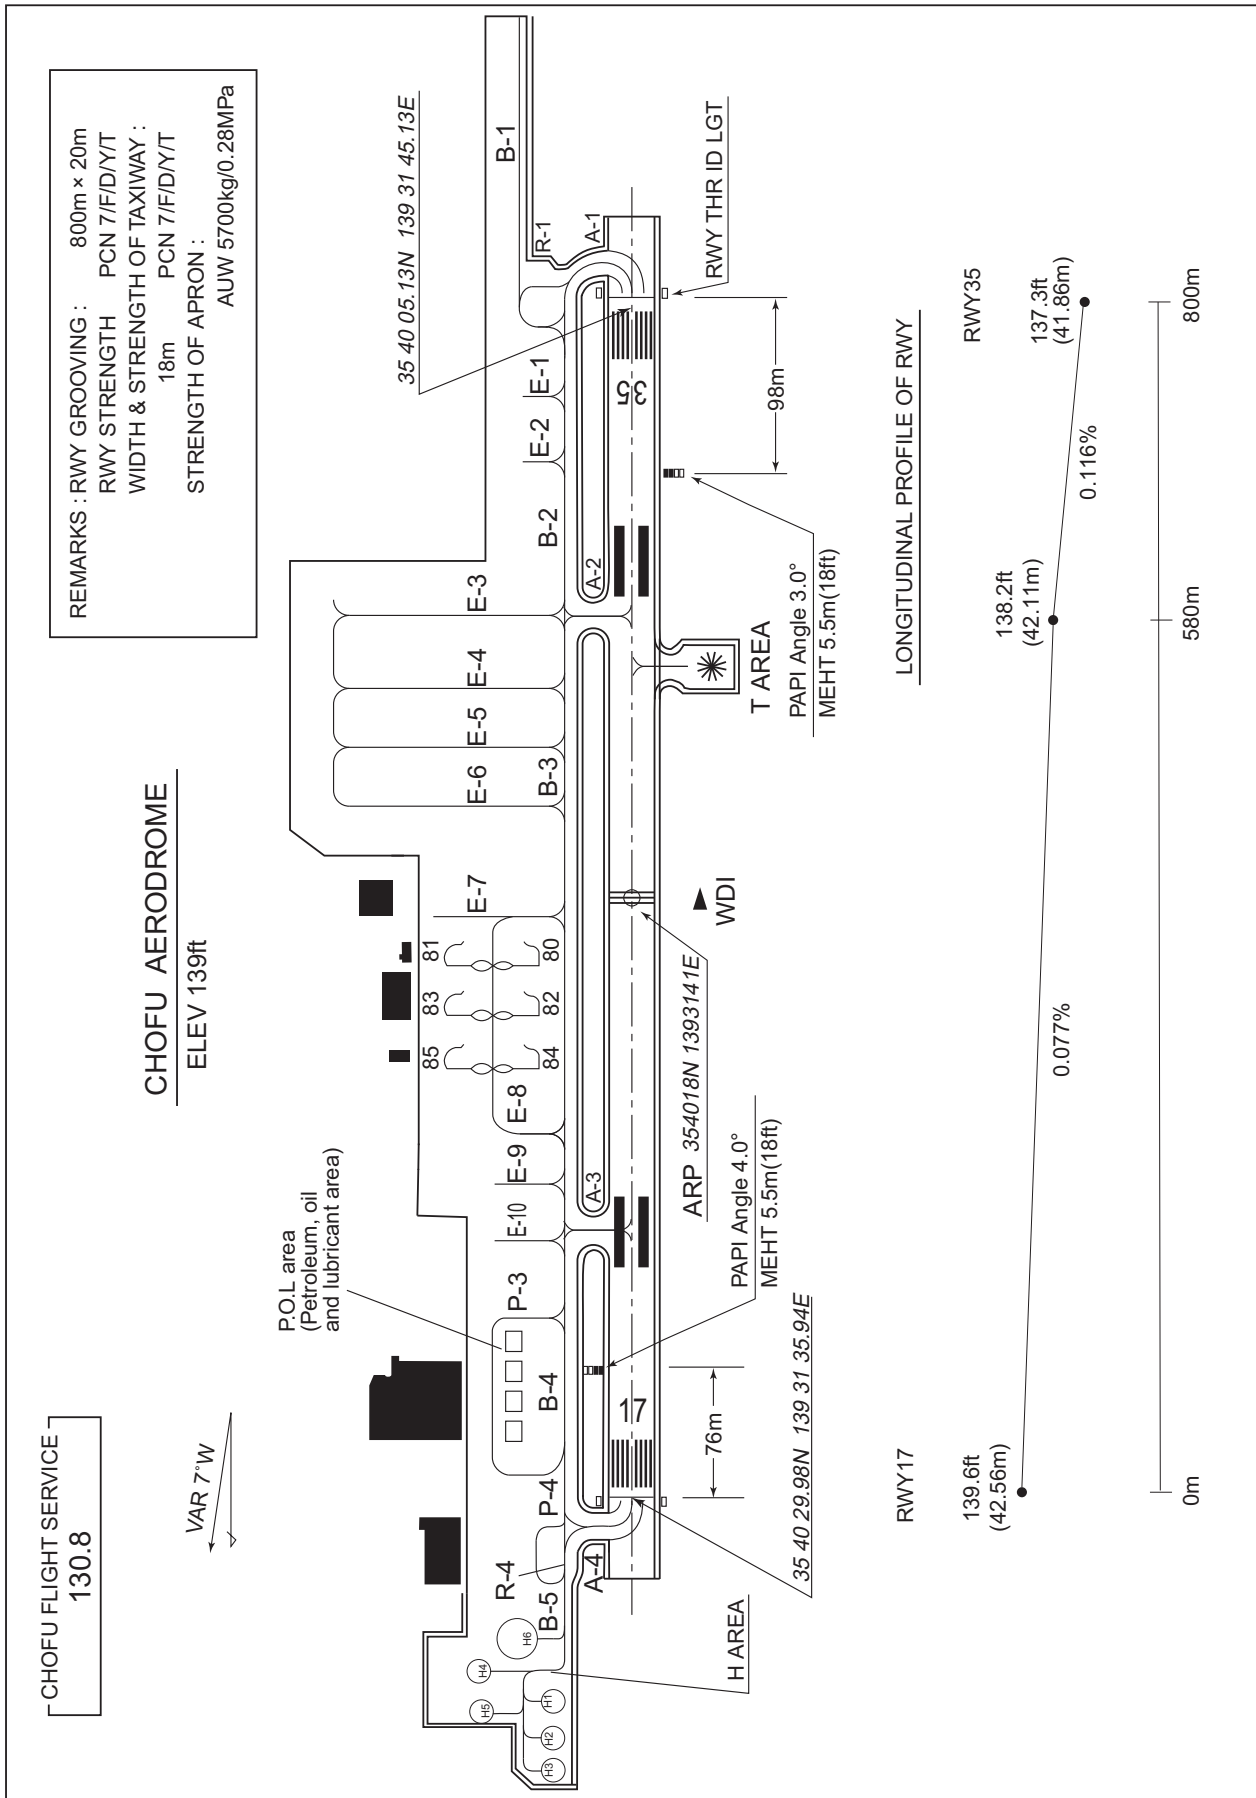 CHOFU FLIGHT SERVICE
130.8
VAR 7°W
CHOFU AERODROME
ELEV 139ft
REMARKS : RWY GROOVING : 800m × 20m
RWY STRENGTH PCN 7/F/D/Y/T
WIDTH & STRENGTH OF TAXIWAY :
18m PCN 7/F/D/Y/T
STRENGTH OF APRON :
AUW 5700kg/0.28MPa
P.O.L area
(Petroleum, oil
and lubricant area)
35 40 05.13N 139 31 45.13E
85
83
81
84
82
80
H5
H4
H6
H3
H2
H1
R-4
B-5
P-4
B-4
P-3
E-10
E-9
E-8
E-7
E-6
E-5
E-4
E-3
B-3
B-2
E-2
E-1
B-1
R-1
A-1
A-4
A-3
A-2
17
35
H AREA
76m
98m
RWY THR ID LGT
WDI
T AREA
35 40 29.98N 139 31 35.94E
PAPI Angle 4.0°
MEHT 5.5m(18ft)
ARP 354018N 1393141E
PAPI Angle 3.0°
MEHT 5.5m(18ft)
LONGITUDINAL PROFILE OF RWY
RWY17
RWY35
139.6ft
(42.56m)
138.2ft
(42.11m)
137.3ft
(41.86m)
0.077%
0.116%
0m
580m
800m